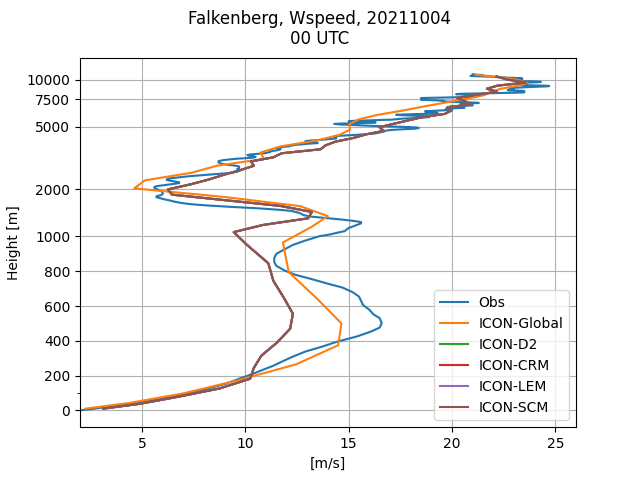 Falkenberg, Wspeed, 20211004
00 UTC
Height [m]
10000
7500
5000
2000
1000
800
600
400
200
0
5
10
15
20
25
[m/s]
Obs
ICON-Global
ICON-D2
ICON-CRM
ICON-LEM
ICON-SCM